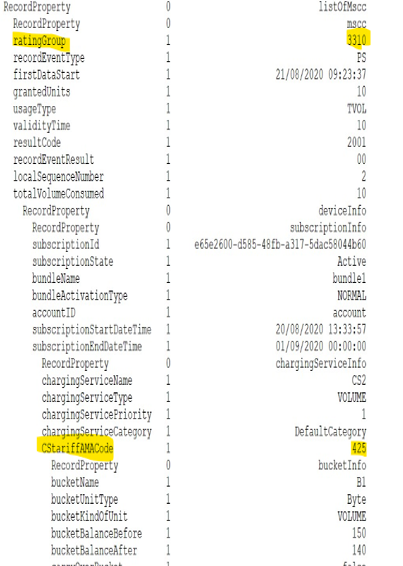 RecordProperty 0 listOfMscc
RecordProperty 0 mscc
ratingGroup 1 3310
recordEventType 1 PS
firstDataStart 1 21/08/2020 09:23:37
grantedUnits 1 10
usageType 1 TVOL
validityTime 1 10
resultCode 1 2001
recordEventResult 1 00
localSequenceNumber 1 2
totalVolumeConsumed 1 10
RecordProperty 0 deviceInfo
RecordProperty 0 subscriptionInfo
subscriptionId 1 e65e2600-d585-48fb-a317-5dac58044b60
subscriptionState 1 Active
bundleName 1 bundle1
bundleActivationType 1 NORMAL
accountID 1 account
subscriptionStartDateTime 1 20/08/2020 13:33:57
subscriptionEndDateTime 1 01/09/2020 00:00:00
RecordProperty 0 chargingServiceInfo
chargingServiceName 1 CS2
chargingServiceType 1 VOLUME
chargingServicePriority 1 1
chargingServiceCategory 1 DefaultCategory
CStariffAMACode 1 425
RecordProperty 0 bucketInfo
bucketName 1 B1
bucketUnitType 1 Byte
bucketKindOfUnit 1 VOLUME
bucketBalanceBefore 1 150
bucketBalanceAfter 1 140